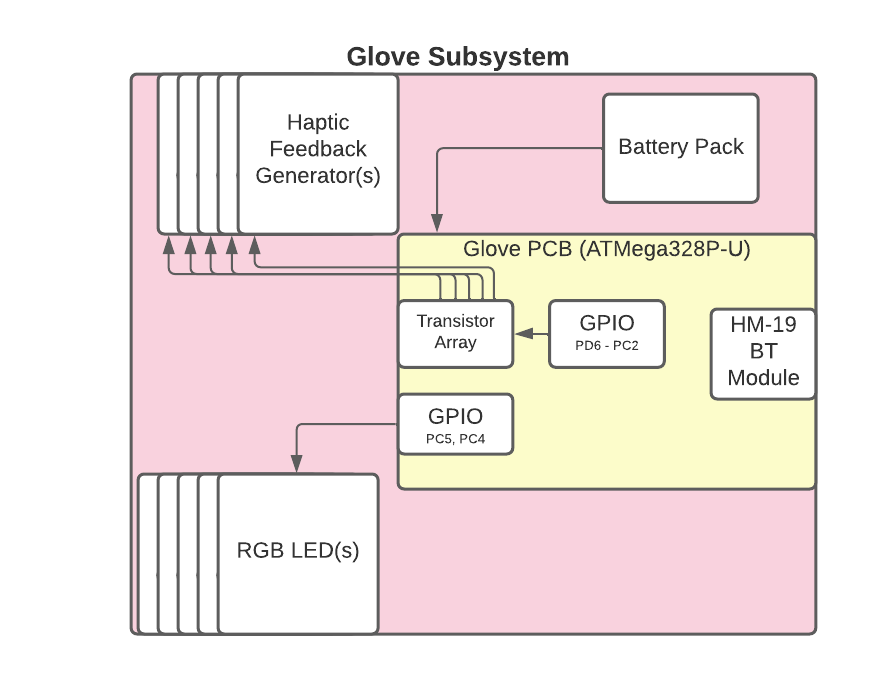 Glove Subsystem
Haptic
Feedback
Generator(s)
Battery Pack
Glove PCB (ATMega328P-U)
Transistor
Array
GPIO
PD6 - PC2
HM-19
BT
Module
GPIO
PC5, PC4
RGB LED(s)